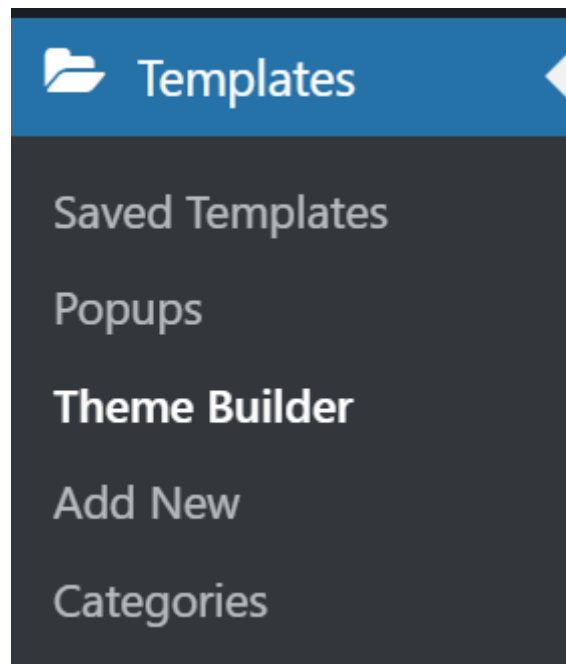 Templates
Saved Templates
Popups
Theme Builder
Add New
Categories